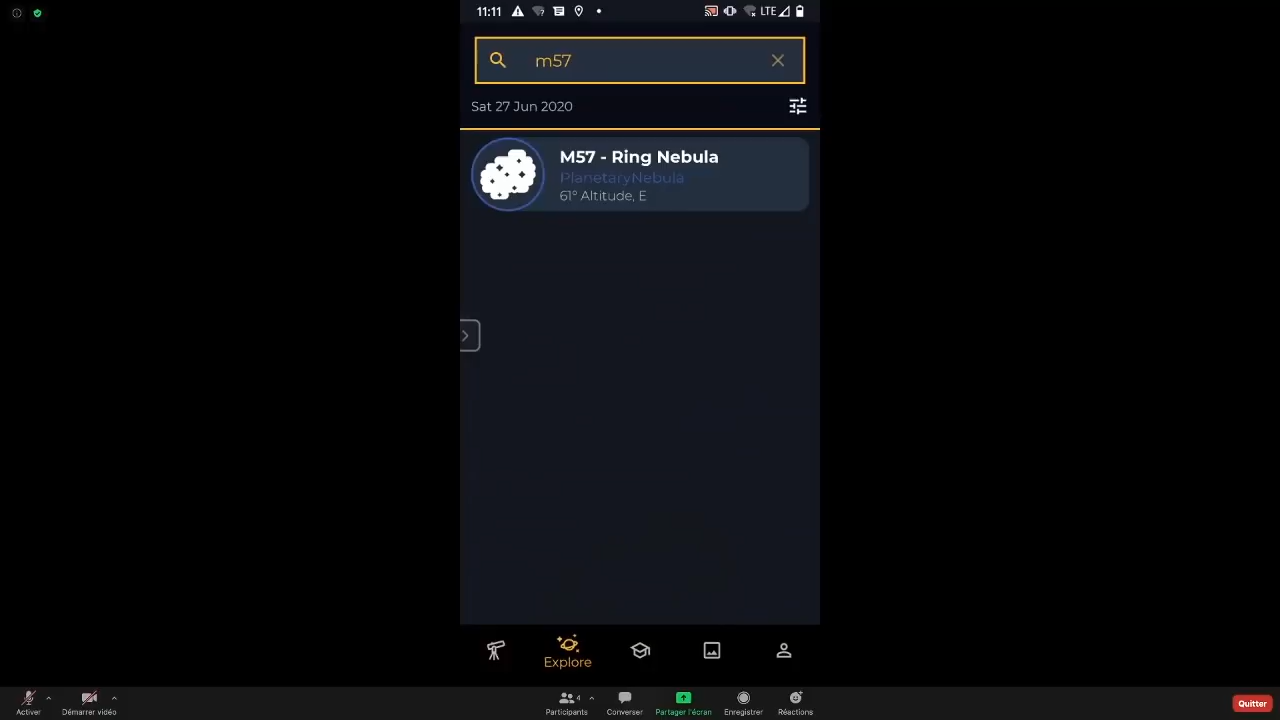 11:11
LTE
m57
Sat 27 Jun 2020
M57 - Ring Nebula
PlanetaryNebula
61° Altitude, E
Explore
Activer
Démarrer vidéo
4
Participants
Converser
Partager l'écran
Enregistrer
Réactions
Quitter